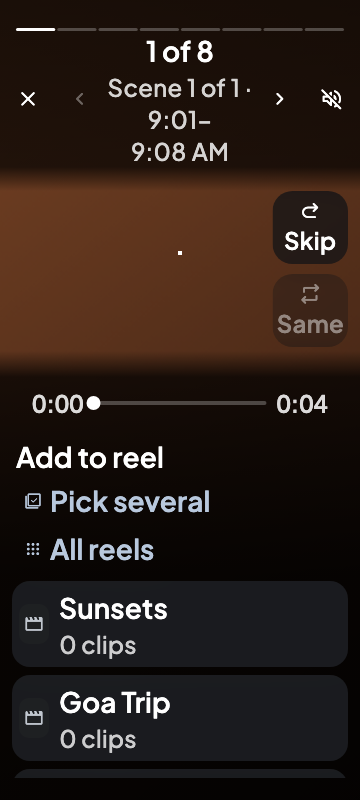 1 of 8
Scene 1 of 1 ·
9:01–
9:08 AM
Skip
Same
0:00
0:04
Add to reel
Pick several
All reels
Sunsets
0 clips
Goa Trip
0 clips